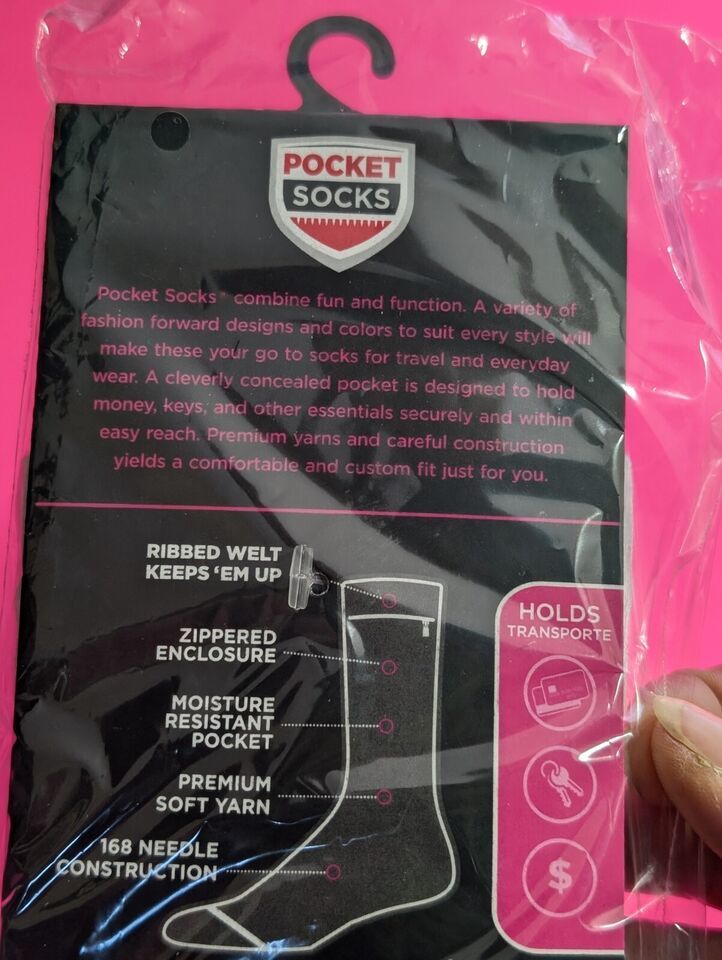 POCKET
SOCKS
Pocket Socks® combine fun and function. A variety of
fashion forward designs and colors to suit every style will
make these your go to socks for travel and everyday
wear. A cleverly concealed pocket is designed to hold
money, keys, and other essentials securely and within
easy reach. Premium yarns and careful construction
yields a comfortable and custom fit just for you.
RIBBED WELT
KEEPS ‘EM UP
ZIPPERED
ENCLOSURE
MOISTURE
RESISTANT
POCKET
PREMIUM
SOFT YARN
168 NEEDLE
CONSTRUCTION
HOLDS
TRANSPORTE
$